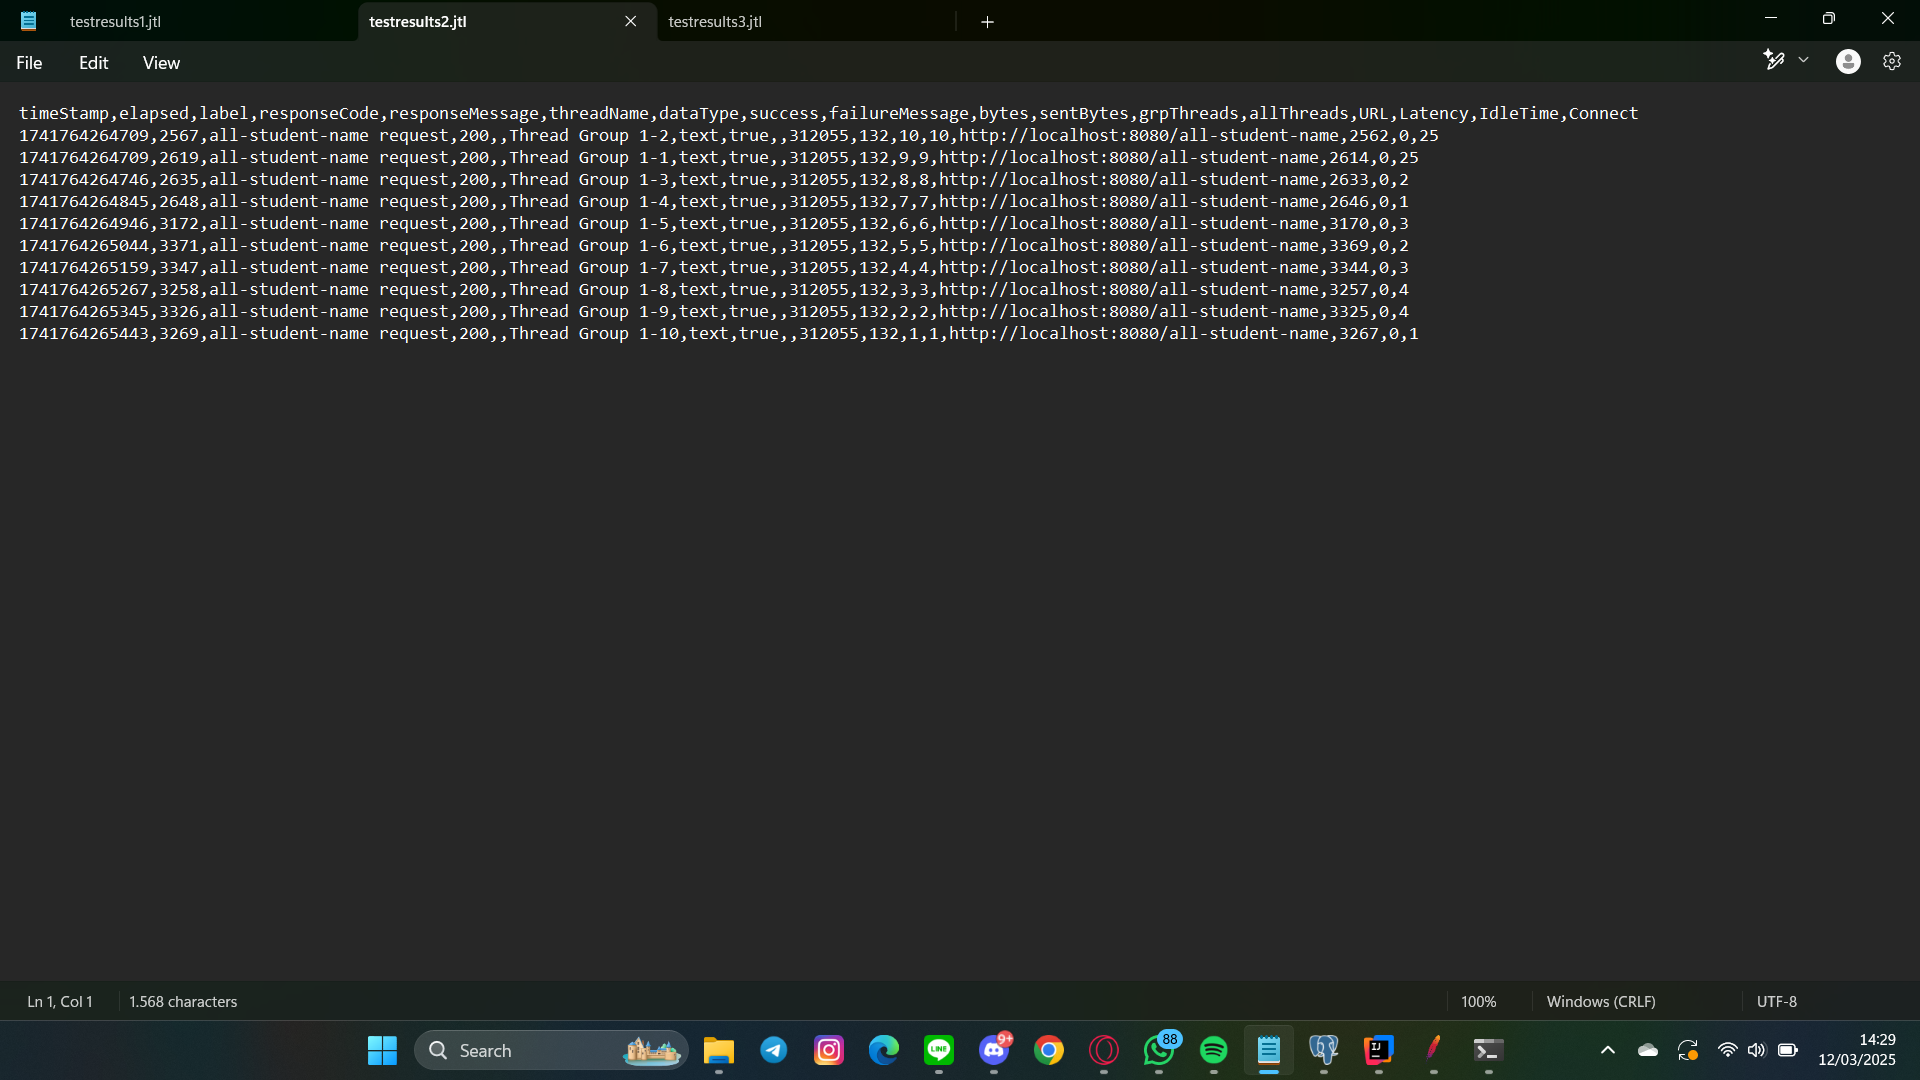 testresults1.jtl
testresults2.jtl
testresults3.jtl
File Edit View
timeStamp,elapsed,label,responseCode,responseMessage,threadName,dataType,success,failureMessage,bytes,sentBytes,grpThreads,allThreads,URL,Latency,IdleTime,Connect
1741764264709,2567,all-student-name request,200,,Thread Group 1-2,text,true,,312055,132,10,10,http://localhost:8080/all-student-name,2562,0,25
1741764264709,2619,all-student-name request,200,,Thread Group 1-1,text,true,,312055,132,9,9,http://localhost:8080/all-student-name,2614,0,25
1741764264746,2635,all-student-name request,200,,Thread Group 1-3,text,true,,312055,132,8,8,http://localhost:8080/all-student-name,2633,0,2
1741764264845,2648,all-student-name request,200,,Thread Group 1-4,text,true,,312055,132,7,7,http://localhost:8080/all-student-name,2646,0,1
1741764264946,3172,all-student-name request,200,,Thread Group 1-5,text,true,,312055,132,6,6,http://localhost:8080/all-student-name,3170,0,3
1741764265044,3371,all-student-name request,200,,Thread Group 1-6,text,true,,312055,132,5,5,http://localhost:8080/all-student-name,3369,0,2
1741764265159,3347,all-student-name request,200,,Thread Group 1-7,text,true,,312055,132,4,4,http://localhost:8080/all-student-name,3344,0,3
1741764265267,3258,all-student-name request,200,,Thread Group 1-8,text,true,,312055,132,3,3,http://localhost:8080/all-student-name,3257,0,4
1741764265345,3326,all-student-name request,200,,Thread Group 1-9,text,true,,312055,132,2,2,http://localhost:8080/all-student-name,3325,0,4
1741764265443,3269,all-student-name request,200,,Thread Group 1-10,text,true,,312055,132,1,1,http://localhost:8080/all-student-name,3267,0,1
Ln 1, Col 1
1.568 characters
100%
Windows (CRLF)
UTF-8
Search
LINE
9+
88
IJ
14:29
12/03/2025